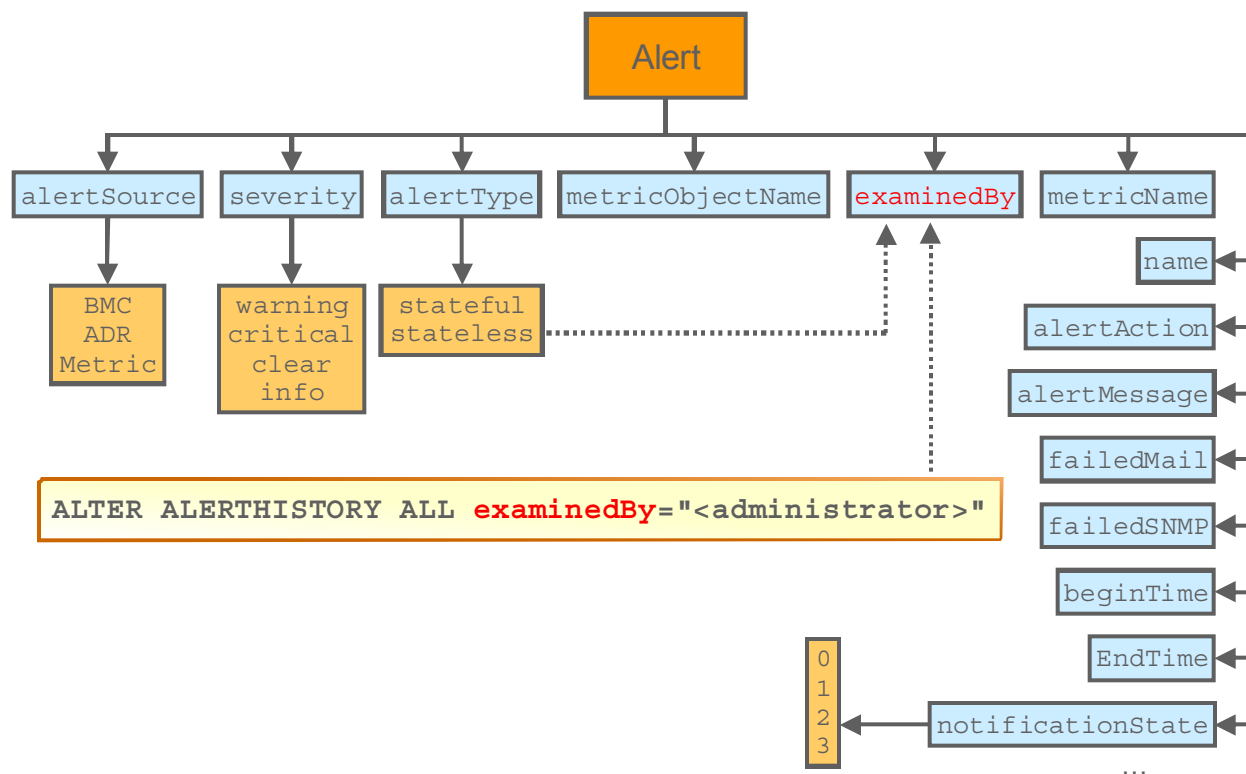 Alert
alertSource
severity
alertType
metricObjectName
examinedBy
metricName
BMC
ADR
Metric
warning
critical
clear
info
stateful
stateless
name
alertAction
alertMessage
failedMail
failedSNMP
beginTime
EndTime
notificationState
0
1
2
3
...
ALTER ALERTHISTORY ALL examinedBy="<administrator>"